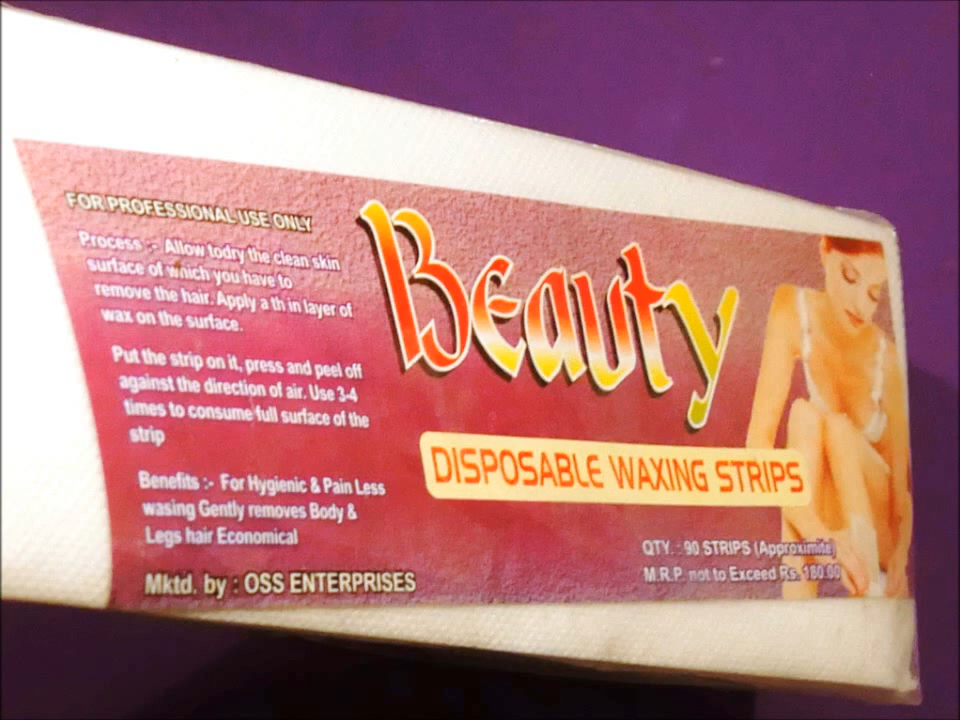 FOR PROFESSIONAL USE ONLY
Process :- Allow todry the clean skin
surface of which you have to
remove the hair. Apply a th in layer of
wax on the surface.
Put the strip on it, press and peel off
against the direction of air. Use 3-4
times to consume full surface of the
strip
Benefits :- For Hygienic & Pain Less
wasing Gently removes Body &
Legs hair Economical
Mktd. by : OSS ENTERPRISES
Beauty
DISPOSABLE WAXING STRIPS
QTY. : 90 STRIPS (Approximite)
M.R.P. not to Exceed Rs. 180.00